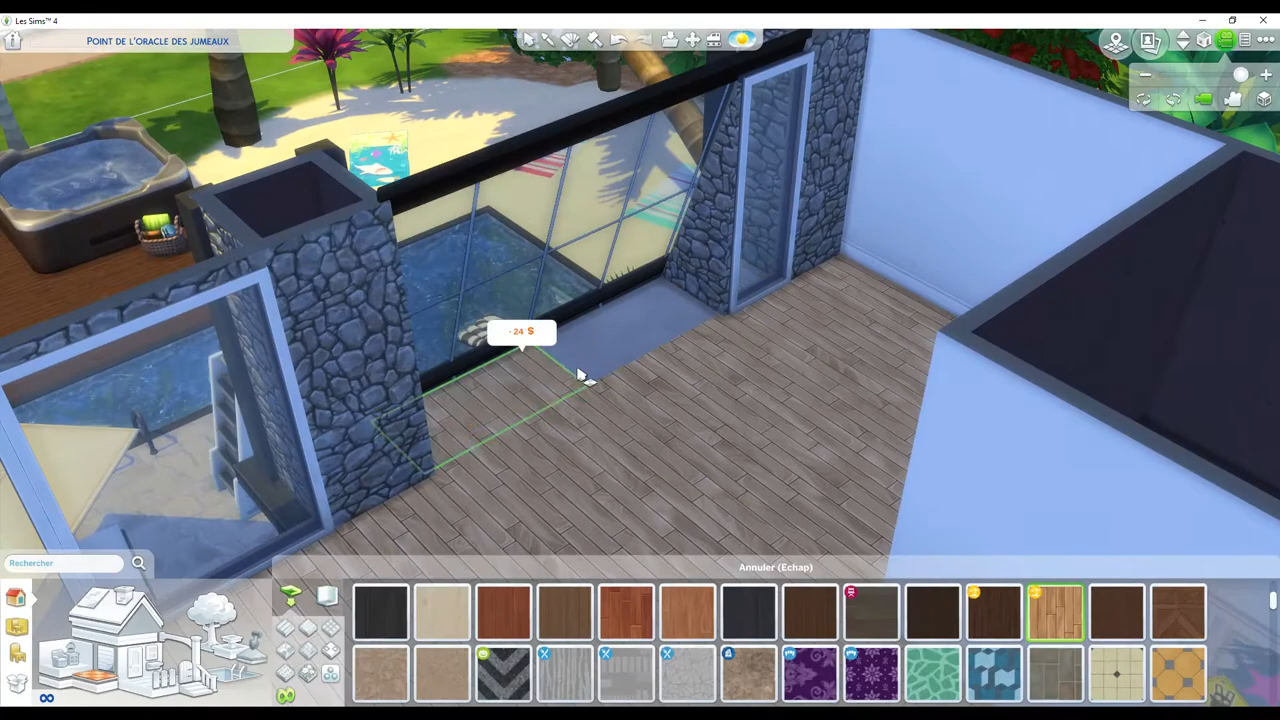 Les Sims™ 4
POINT DE L'ORACLE DES JUMEAUX
-24 $
Annuler (Echap)
Rechercher